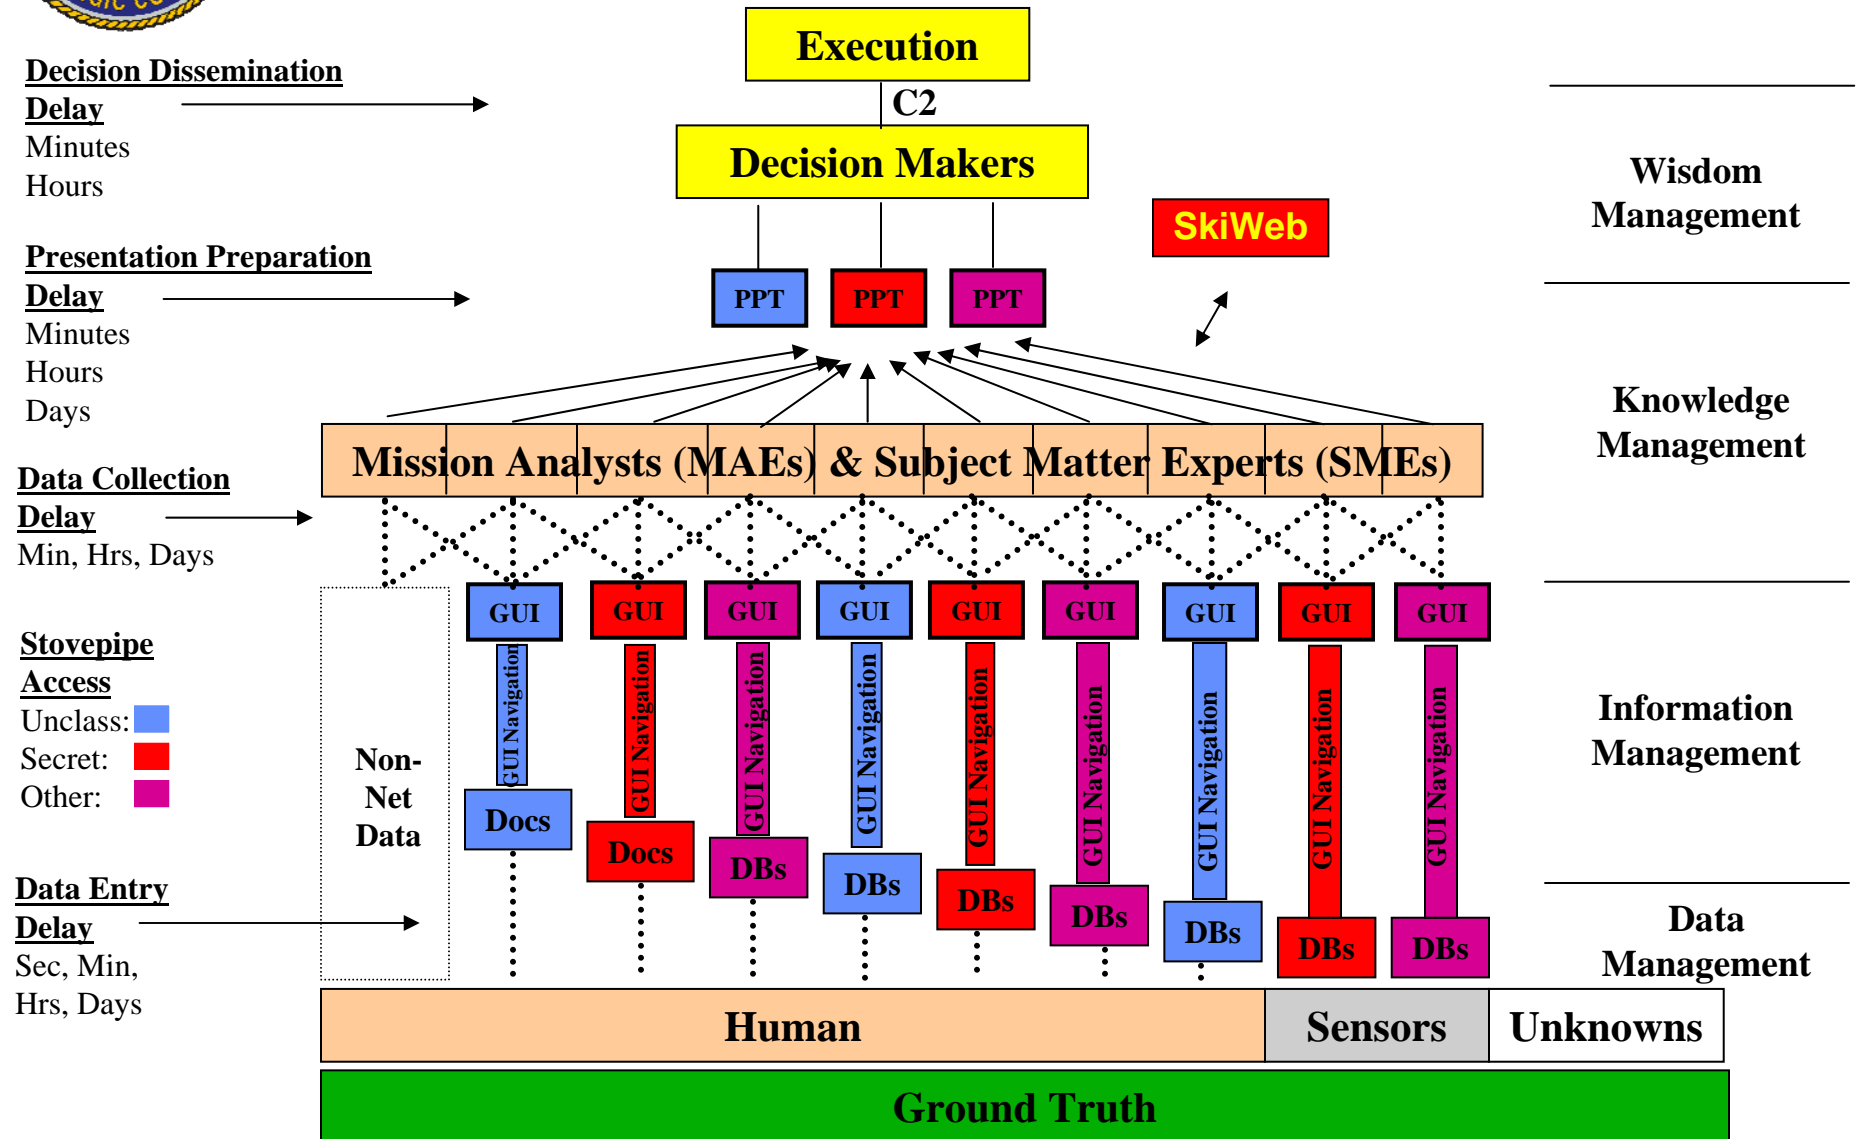 GIC CO
Execution
Decision Dissemination
Delay
Minutes
Hours
C2
Decision Makers
Wisdom
Management
SkiWeb
Presentation Preparation
Delay
Minutes
Hours
Days
PPT
PPT
PPT
Knowledge
Management
Mission Analysts (MAEs) & Subject Matter Experts (SMEs)
Data Collection
Delay
Min, Hrs, Days
GUI
GUI
GUI
GUI
GUI
GUI
GUI
GUI
GUI
Stovepipe
Access
Unclass:
Secret:
Other:
Non-
Net
Data
GUI Navigation
GUI Navigation
GUI Navigation
GUI Navigation
GUI Navigation
GUI Navigation
GUI Navigation
GUI Navigation
GUI Navigation
Information
Management
Docs
Docs
DBs
DBs
DBs
DBs
DBs
DBs
DBs
Data Entry
Delay
Sec, Min,
Hrs, Days
Data
Management
Human
Sensors
Unknowns
Ground Truth